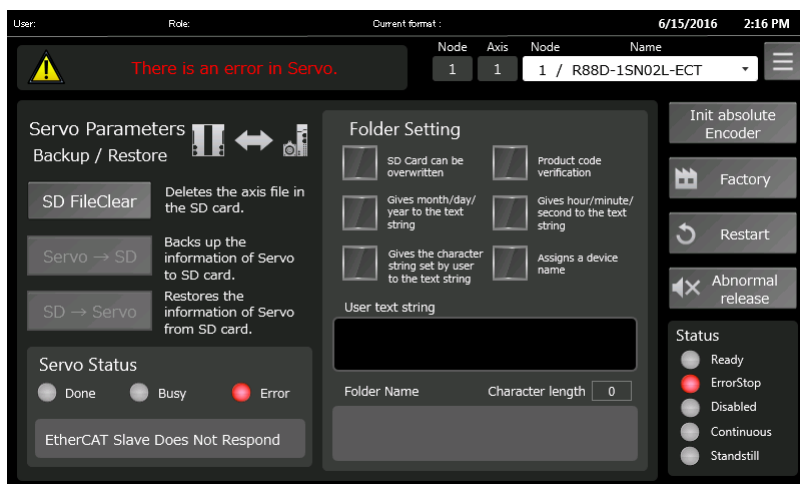 User:
Role:
Current format :
6/15/2016
2:16 PM
There is an error in Servo.
Node
Axis
Node
Name
1
1
1 / R88D-1SN02L-ECT
Servo Parameters
Backup / Restore
SD FileClear
Deletes the axis file in
the SD card.
Servo → SD
Backs up the
information of Servo
to SD card.
SD → Servo
Restores the
information of Servo
from SD card.
Servo Status
Done
Busy
Error
EtherCAT Slave Does Not Respond
Folder Setting
SD Card can be
overwritten
Product code
verification
Gives month/day/
year to the text
string
Gives hour/minute/
second to the text
string
Gives the character
string set by user
to the text string
Assigns a device
name
User text string
Folder Name
Character length
0
Init absolute
Encoder
Factory
Restart
Abnormal
release
Status
Ready
ErrorStop
Disabled
Continuous
Standstill